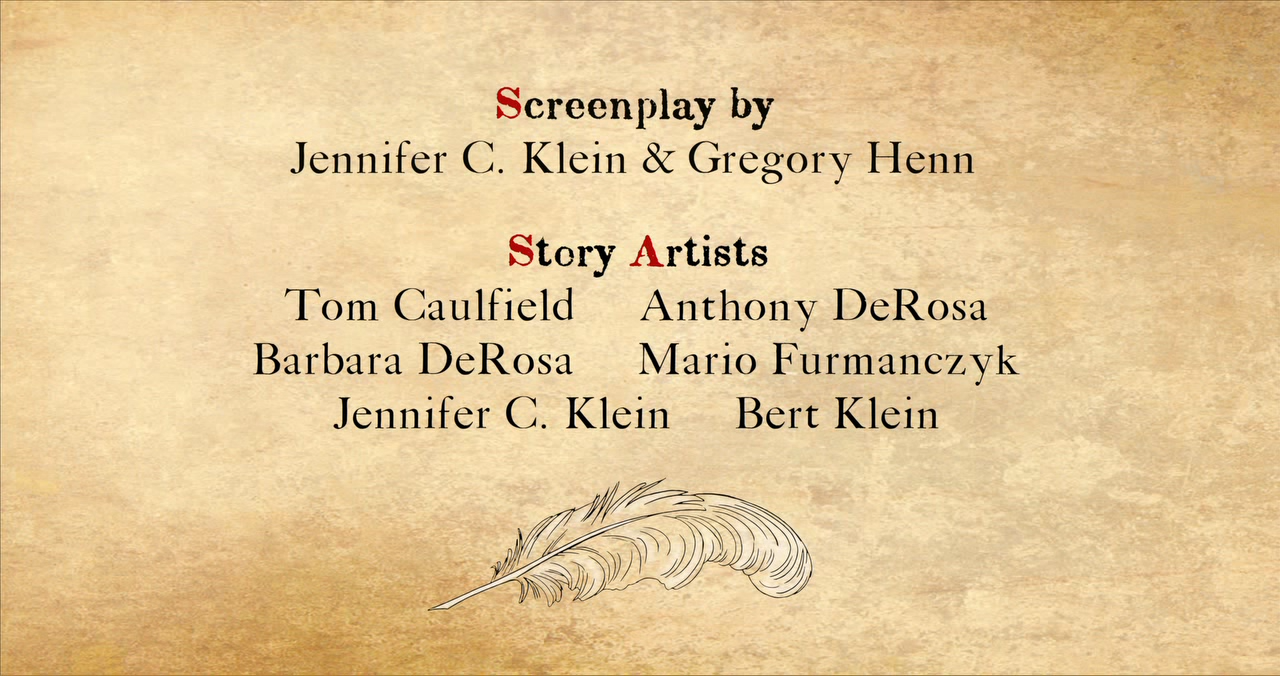 Screenplay by
Jennifer C. Klein & Gregory Henn
Story Artists
Tom Caulfield Anthony DeRosa
Barbara DeRosa Mario Furmanczyk
Jennifer C. Klein Bert Klein